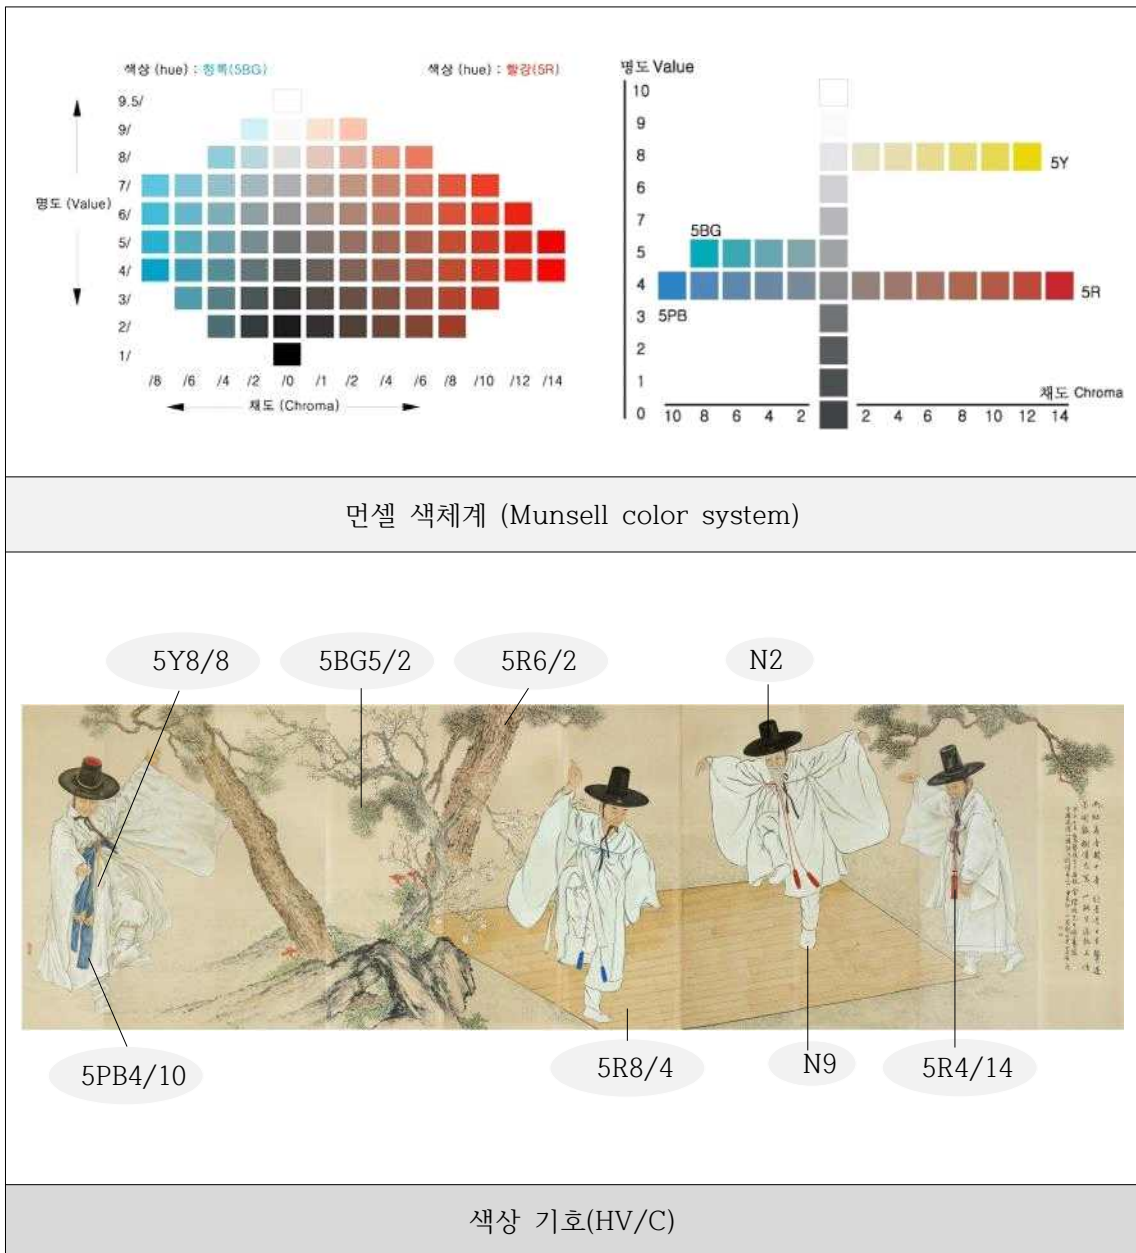 색상 (hue) : 청록(5BG)
색상 (hue) : 빨강(5R)
9.5/
9/
8/
7/
명도 (Value)
6/
5/
4/
3/
2/
1/
/8 /6 /4 /2 /0 /1 /2 /4 /6 /8 /10 /12 /14
채도 (Chroma)
명도 Value
10
9
8
5Y
6
7
5BG
5
4
5R
5PB
3
2
1
채도 Chroma
0
10 8 6 4 2 2 4 6 8 10 12 14
먼셀 색체계 (Munsell color system)
5Y8/8 5BG5/2 5R6/2 N2
5PB4/10 5R8/4 N9 5R4/14
색상 기호(HV/C)